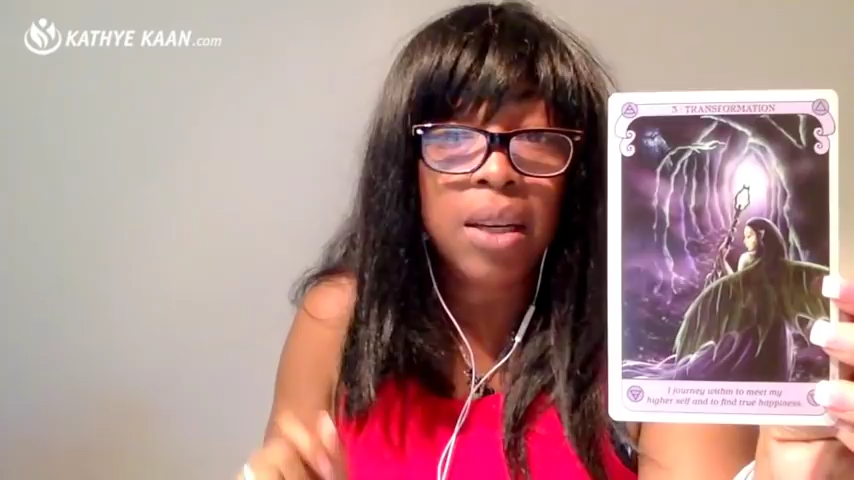 KATHYE KAAN.com
3 · TRANSFORMATION
I journey within to meet my
higher self and to find true happiness.